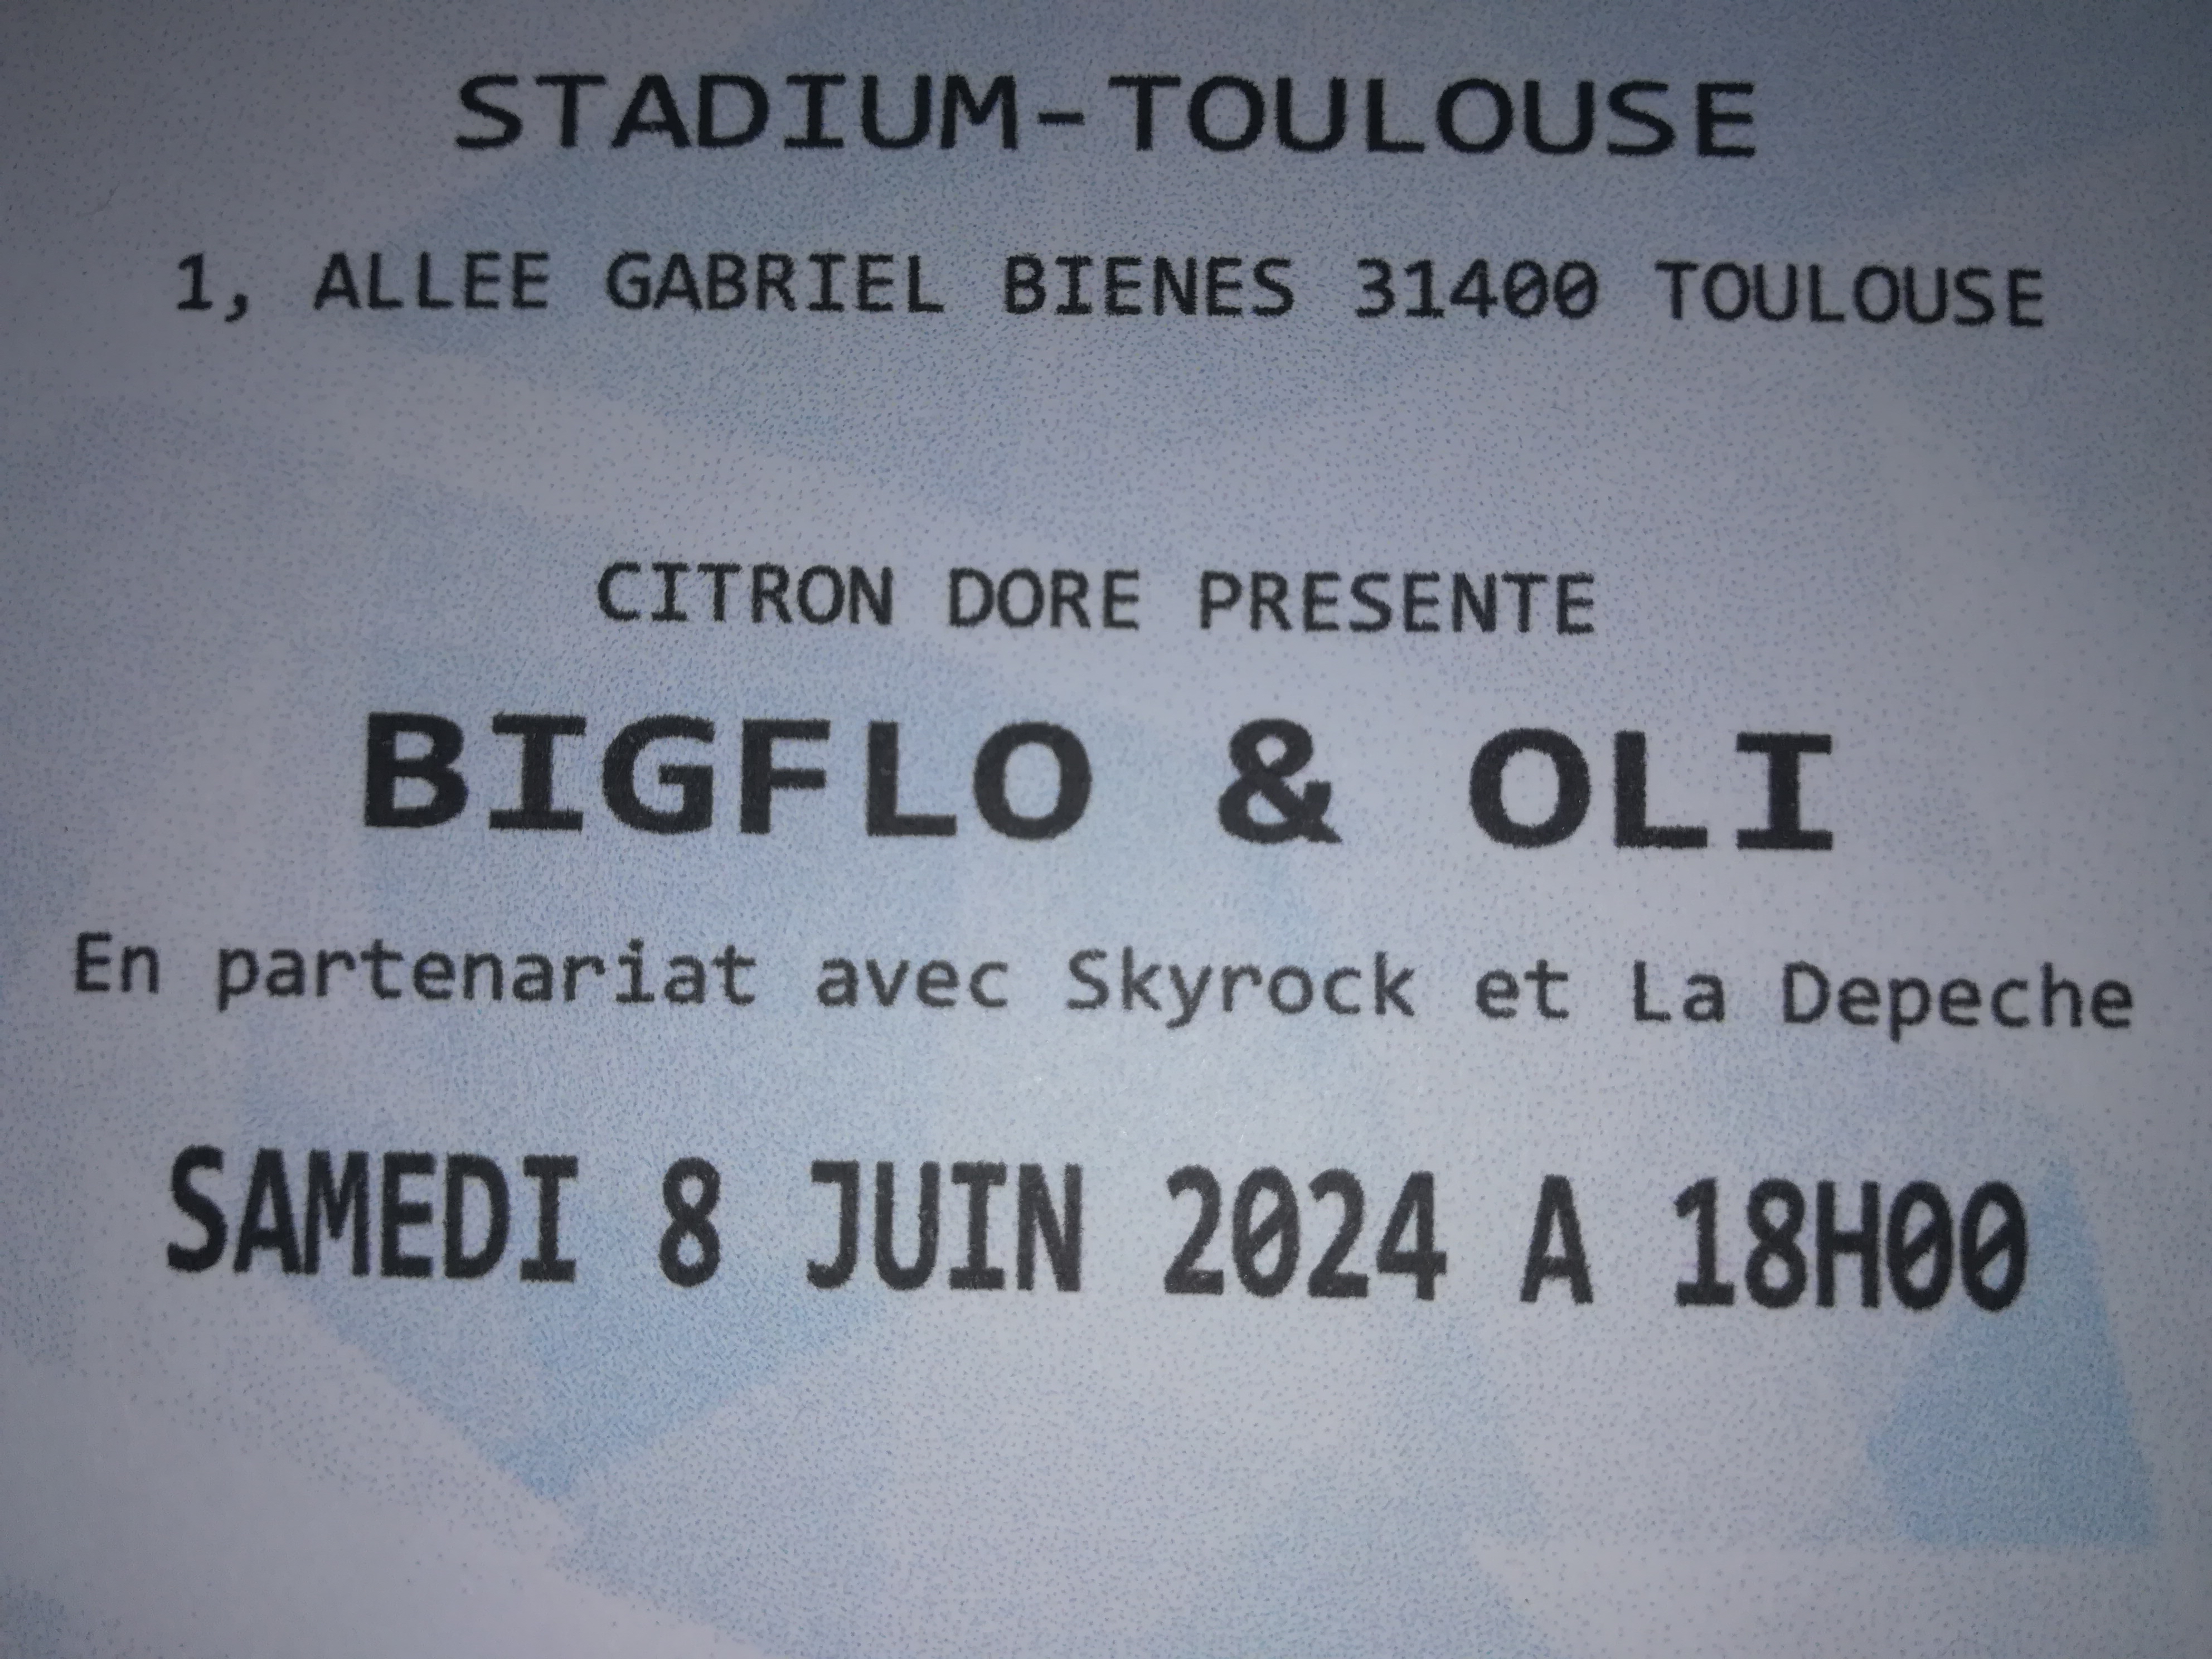 STADIUM-TOULOUSE
1, ALLEE GABRIEL BIENES 31400 TOULOUSE
CITRON DORE PRESENTE
BIGFLO & OLI
En partenariat avec Skyrock et La Depeche
SAMEDI 8 JUIN 2024 A 18H00